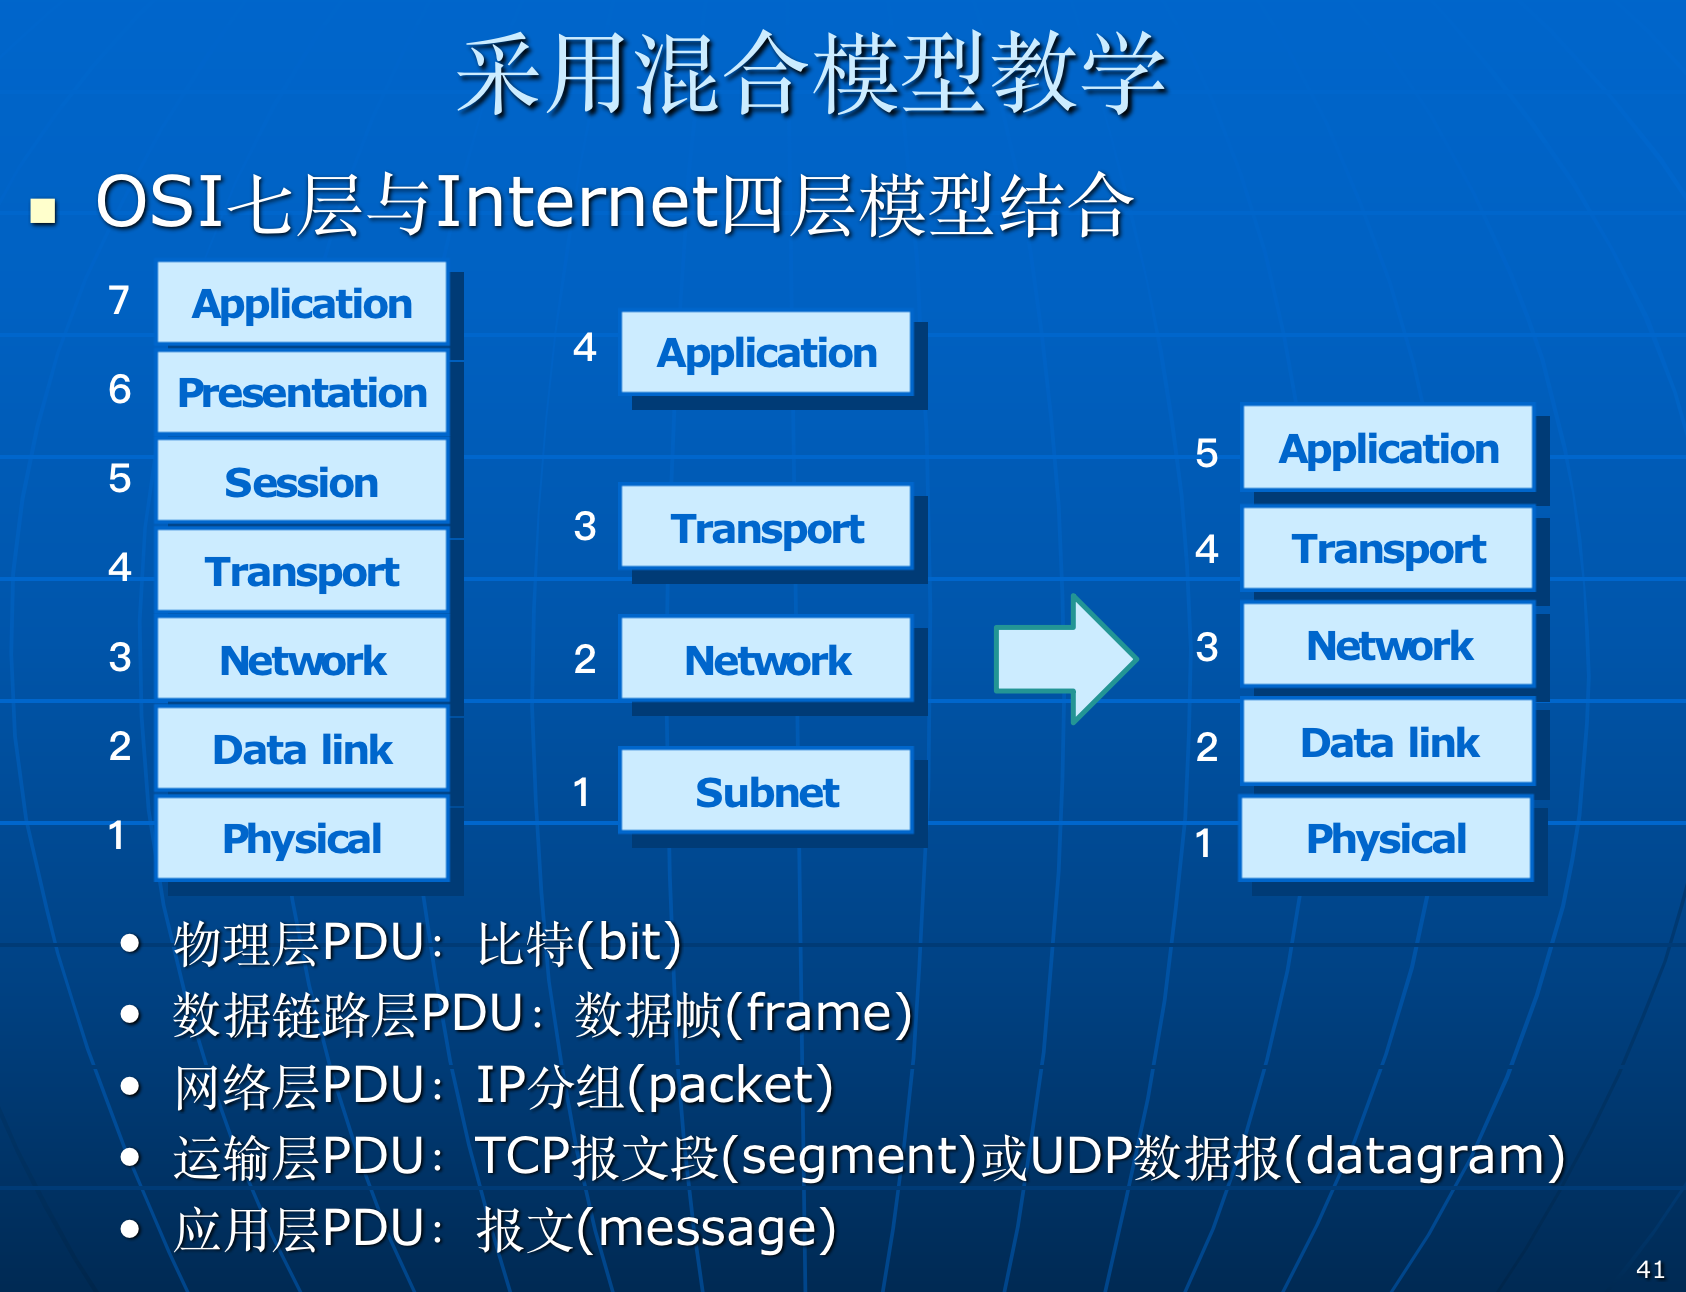 采用混合模型教学
OSI七层与Internet四层模型结合
7 Application
6 Presentation
5 Session
4 Transport
3 Network
2 Data link
1 Physical
4 Application
3 Transport
2 Network
1 Subnet
5 Application
4 Transport
3 Network
2 Data link
1 Physical
• 物理层PDU：比特(bit)
• 数据链路层PDU：数据帧(frame)
• 网络层PDU：IP分组(packet)
• 运输层PDU：TCP报文段(segment)或UDP数据报(datagram)
• 应用层PDU：报文(message)
41